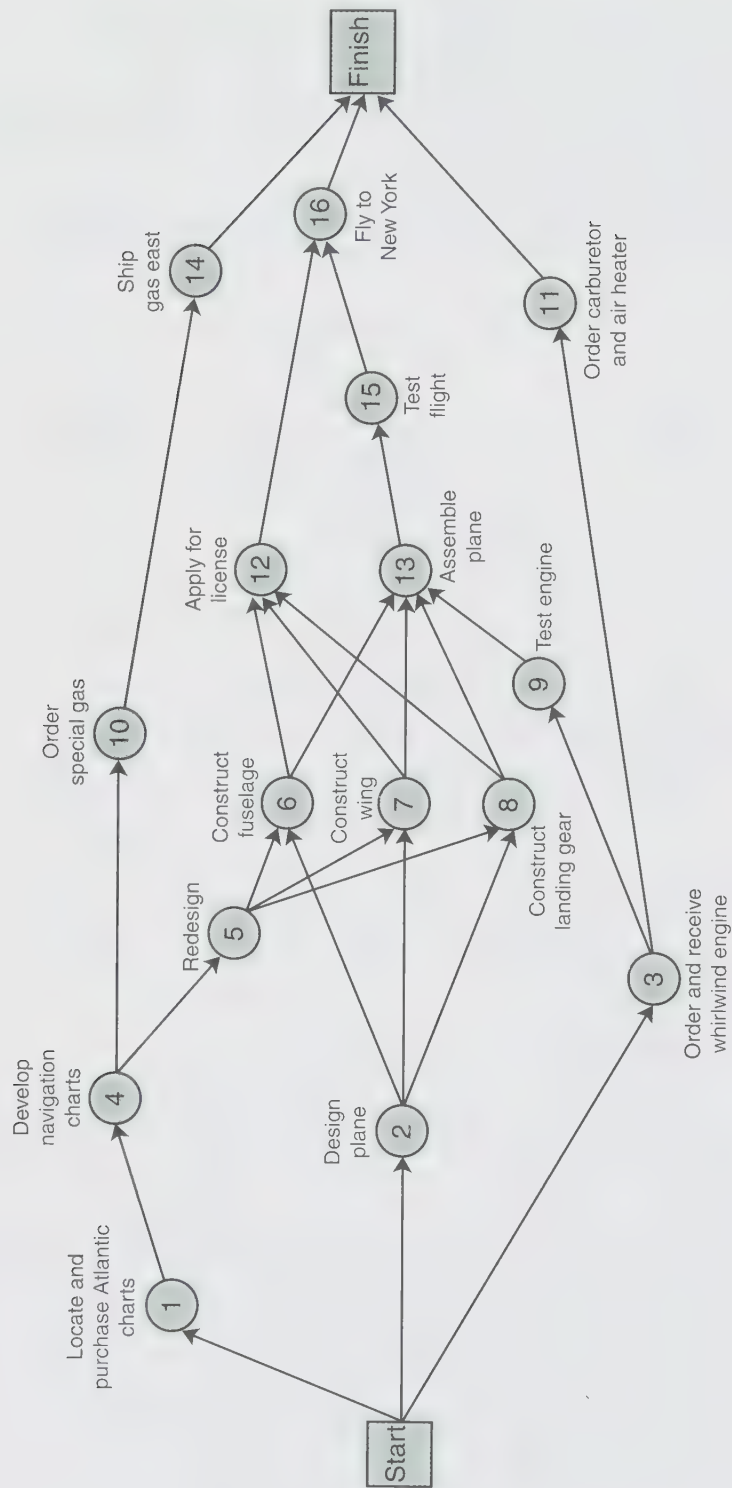 Start
Locate and
purchase Atlantic
charts
1
Develop
navigation
charts
4
Design
plane
2
Order and receive
whirlwind engine
3
Redesign
5
Order
special gas
10
Construct
fuselage
6
Construct
wing
7
Construct
landing gear
8
Test engine
9
Apply for
license
12
Assemble
plane
13
Test
flight
15
Ship
gas east
14
Fly to
New York
16
Order carburetor
and air heater
11
Finish